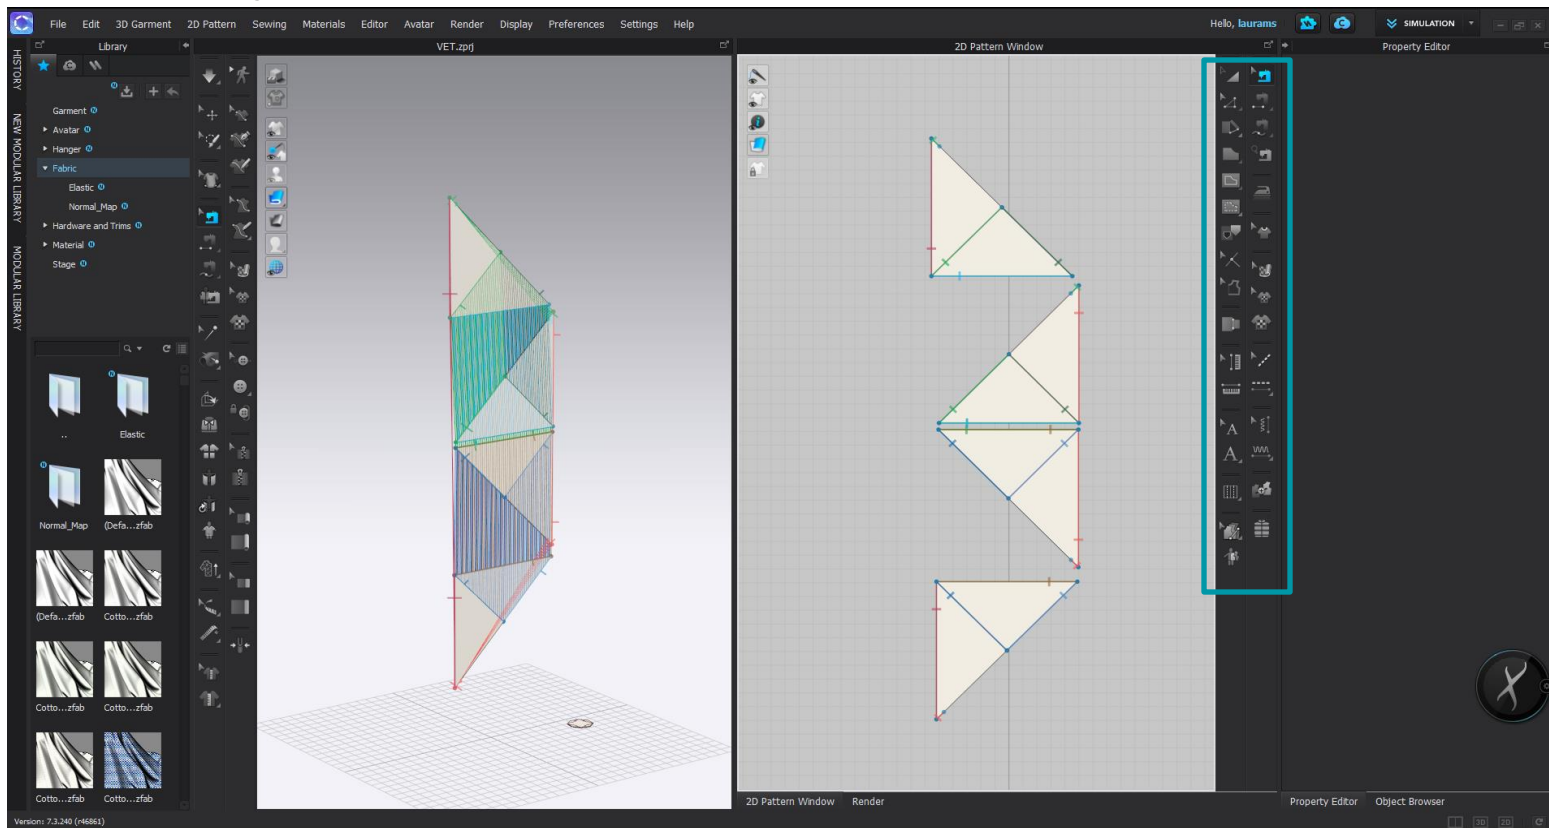 File Edit 3D Garment 2D Pattern Sewing Materials Editor Avatar Render Display Preferences Settings Help
Hello, laurams
SIMULATION
HISTORY
NEW MODULAR LIBRARY
MODULAR LIBRARY
Library
VET.zprj
2D Pattern Window
Property Editor
Garment
Avatar
Hanger
Fabric
Elastic
Normal_Map
Hardware and Trims
Material
Stage
..
Elastic
Normal_Map
(Defa...zfab
(Defa...zfab
Cotto...zfab
Cotto...zfab
Cotto...zfab
Cotto...zfab
Cotto...zfab
2D Pattern Window Render
Property Editor Object Browser
Version: 7.3.240 (r46861)
3D 2D